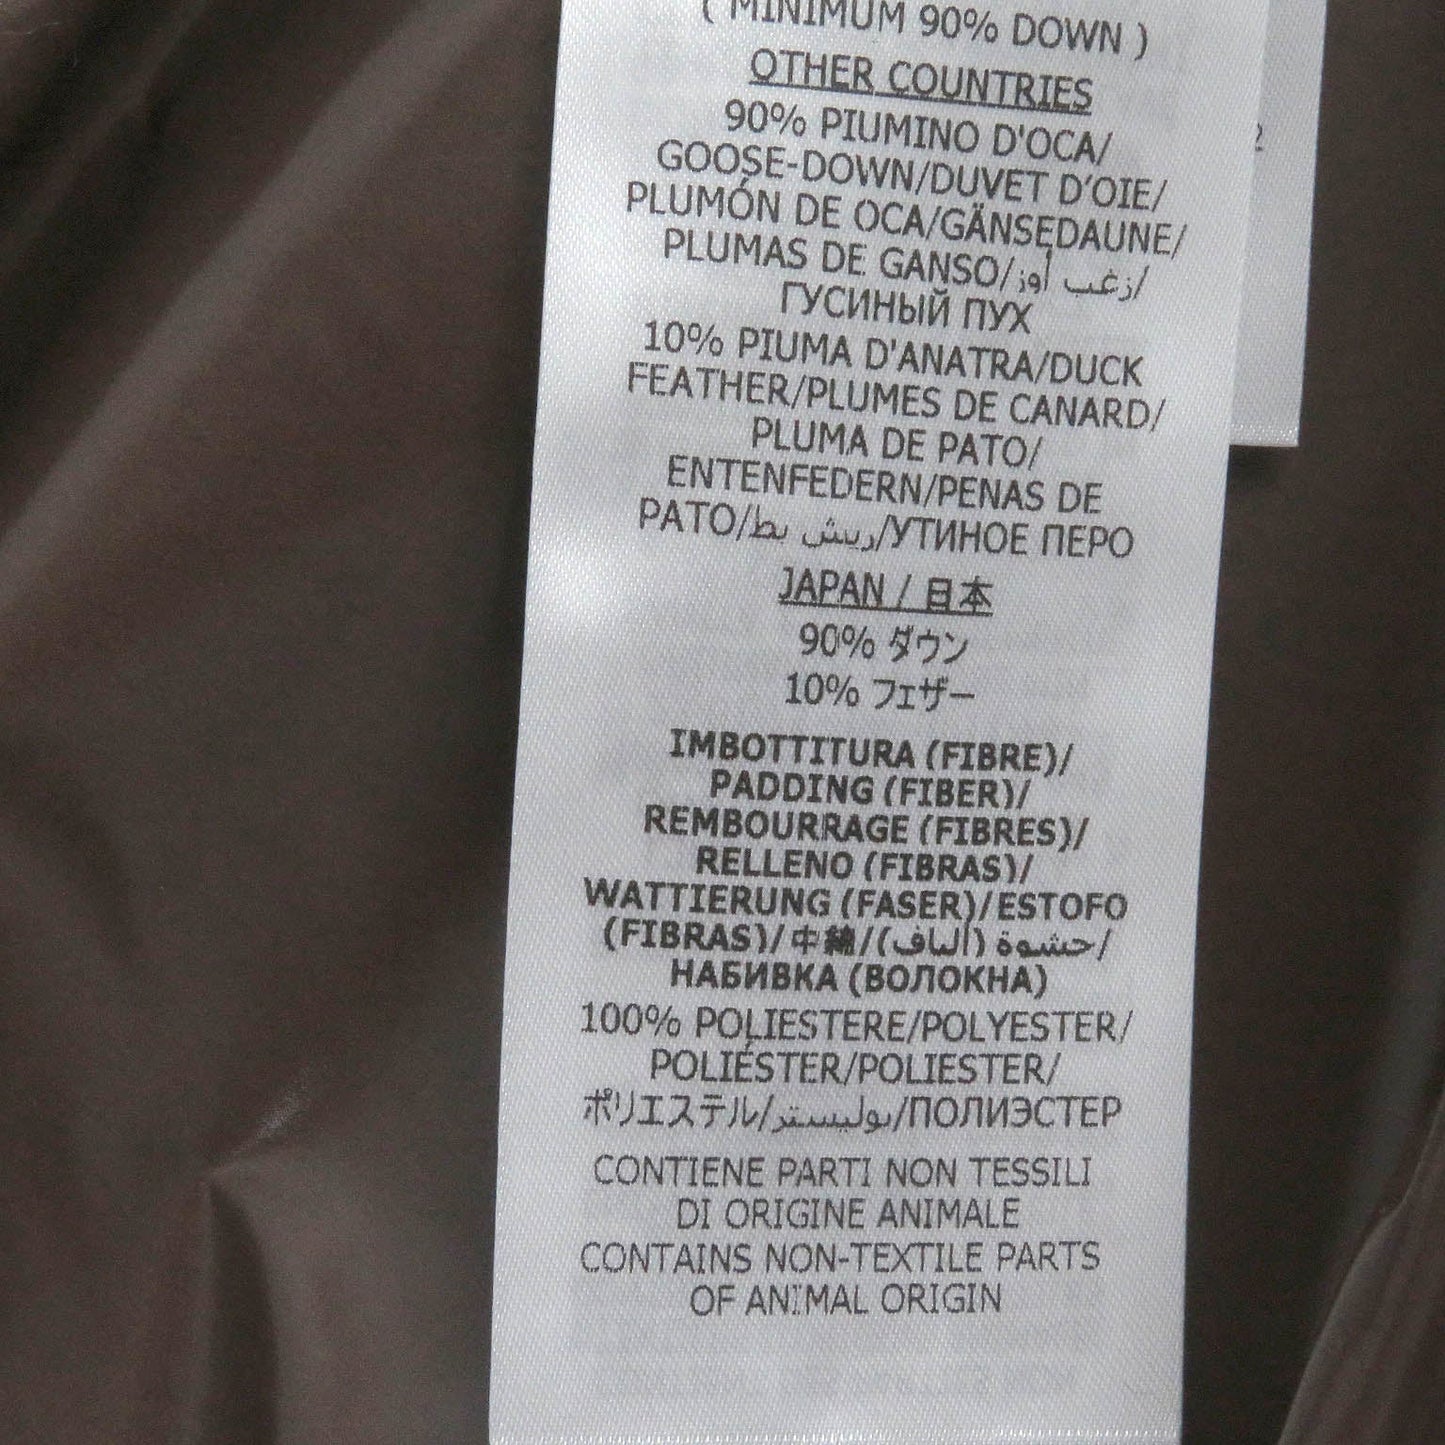 ( MINIMUM 90% DOWN )
OTHER COUNTRIES
90% PIUMINO D'OCA/
GOOSE-DOWN/DUVET D'OIE/
PLUMÓN DE OCA/GÄNSEDAUNE/
PLUMAS DE GANSO/زغب أوز/
ГУСИНЫЙ ПУХ
10% PIUMA D'ANATRA/DUCK
FEATHER/PLUMES DE CANARD/
PLUMA DE PATO/
ENTENFEDERN/PENAS DE
PATO/ريش بط/УТИНОЕ ПЕРО
JAPAN / 日本
90% ダウン
10% フェザー
IMBOTTITURA (FIBRE)/
PADDING (FIBER)/
REMBOURRAGE (FIBRES)/
RELLENO (FIBRAS)/
WATTIERUNG (FASER)/ESTOFO
(FIBRAS)/中綿/حشوة (ألياف)/
НАБИВКА (ВОЛОКНА)
100% POLIESTERE/POLYESTER/
POLIÉSTER/POLIESTER/
ポリエステル/بوليستر/ПОЛИЭСТЕР
CONTIENE PARTI NON TESSILI
DI ORIGINE ANIMALE
CONTAINS NON-TEXTILE PARTS
OF ANIMAL ORIGIN
2